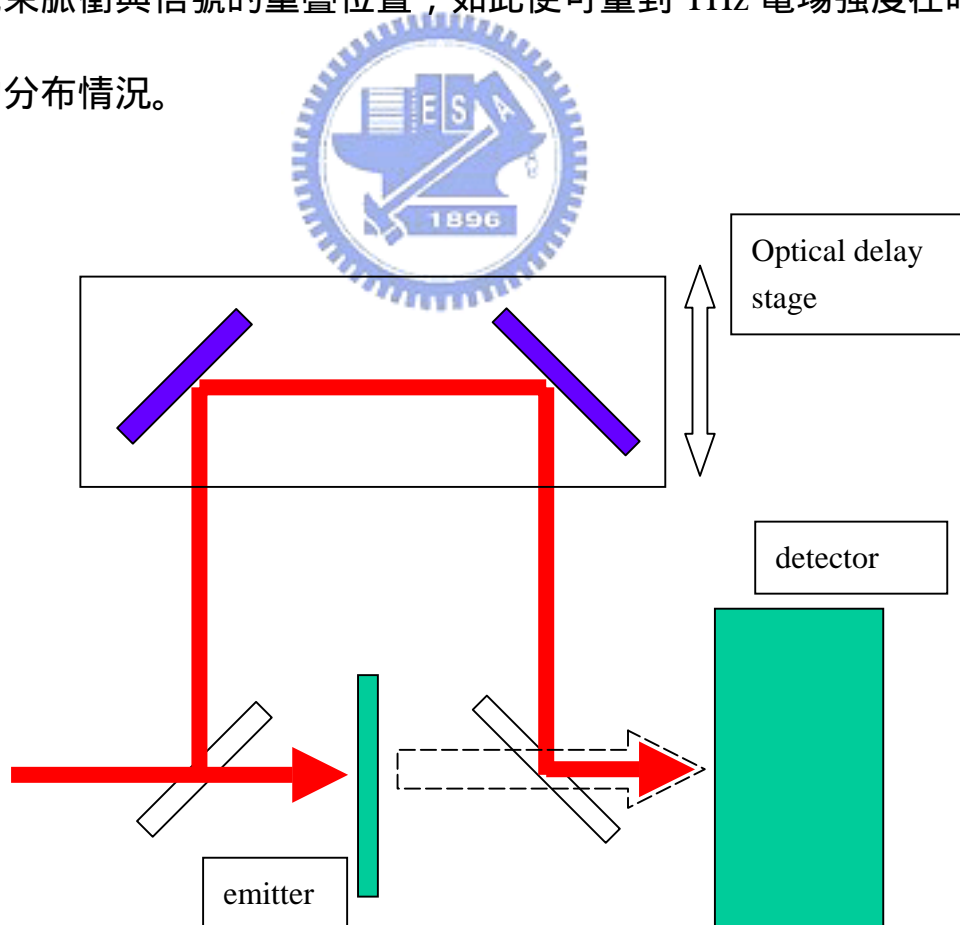 脈衝與信號的重疊位置，如此便可量到 THz 電場強度在
分布情況。
ESA
1896
Optical delay
stage
detector
emitter